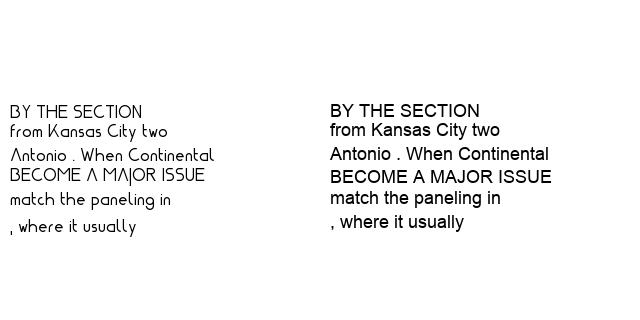 BY THE SECTION
from Kansas City two
Antonio . When Continental
BECOME A MAJOR ISSUE
match the paneling in
, where it usually
BY THE SECTION
from Kansas City two
Antonio . When Continental
BECOME A MAJOR ISSUE
match the paneling in
, where it usually